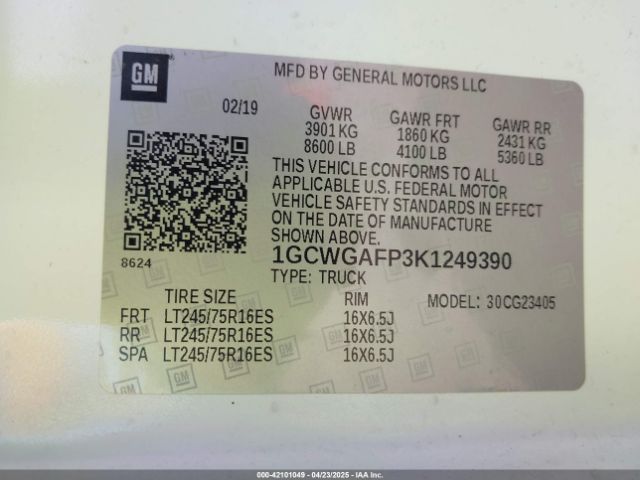 GM
MFD BY GENERAL MOTORS LLC
02/19
GVWR GAWR FRT GAWR RR
3901 KG 1860 KG 2431 KG
8600 LB 4100 LB 5360 LB
THIS VEHICLE CONFORMS TO ALL
APPLICABLE U.S. FEDERAL MOTOR
VEHICLE SAFETY STANDARDS IN EFFECT
ON THE DATE OF MANUFACTURE
SHOWN ABOVE.
8624
1GCWGAFP3K1249390
TYPE: TRUCK
TIRE SIZE RIM MODEL: 30CG23405
FRT LT245/75R16ES 16X6.5J
RR LT245/75R16ES 16X6.5J
SPA LT245/75R16ES 16X6.5J
000-42101049 - 04/23/2025 - IAA Inc.